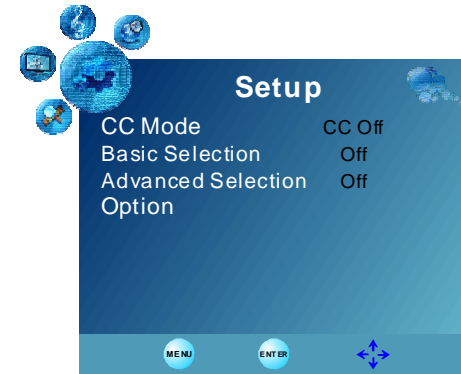 Setup
CC Mode CC Off
Basic Selection Off
Advanced Selection Off
Option
MENU ENTER